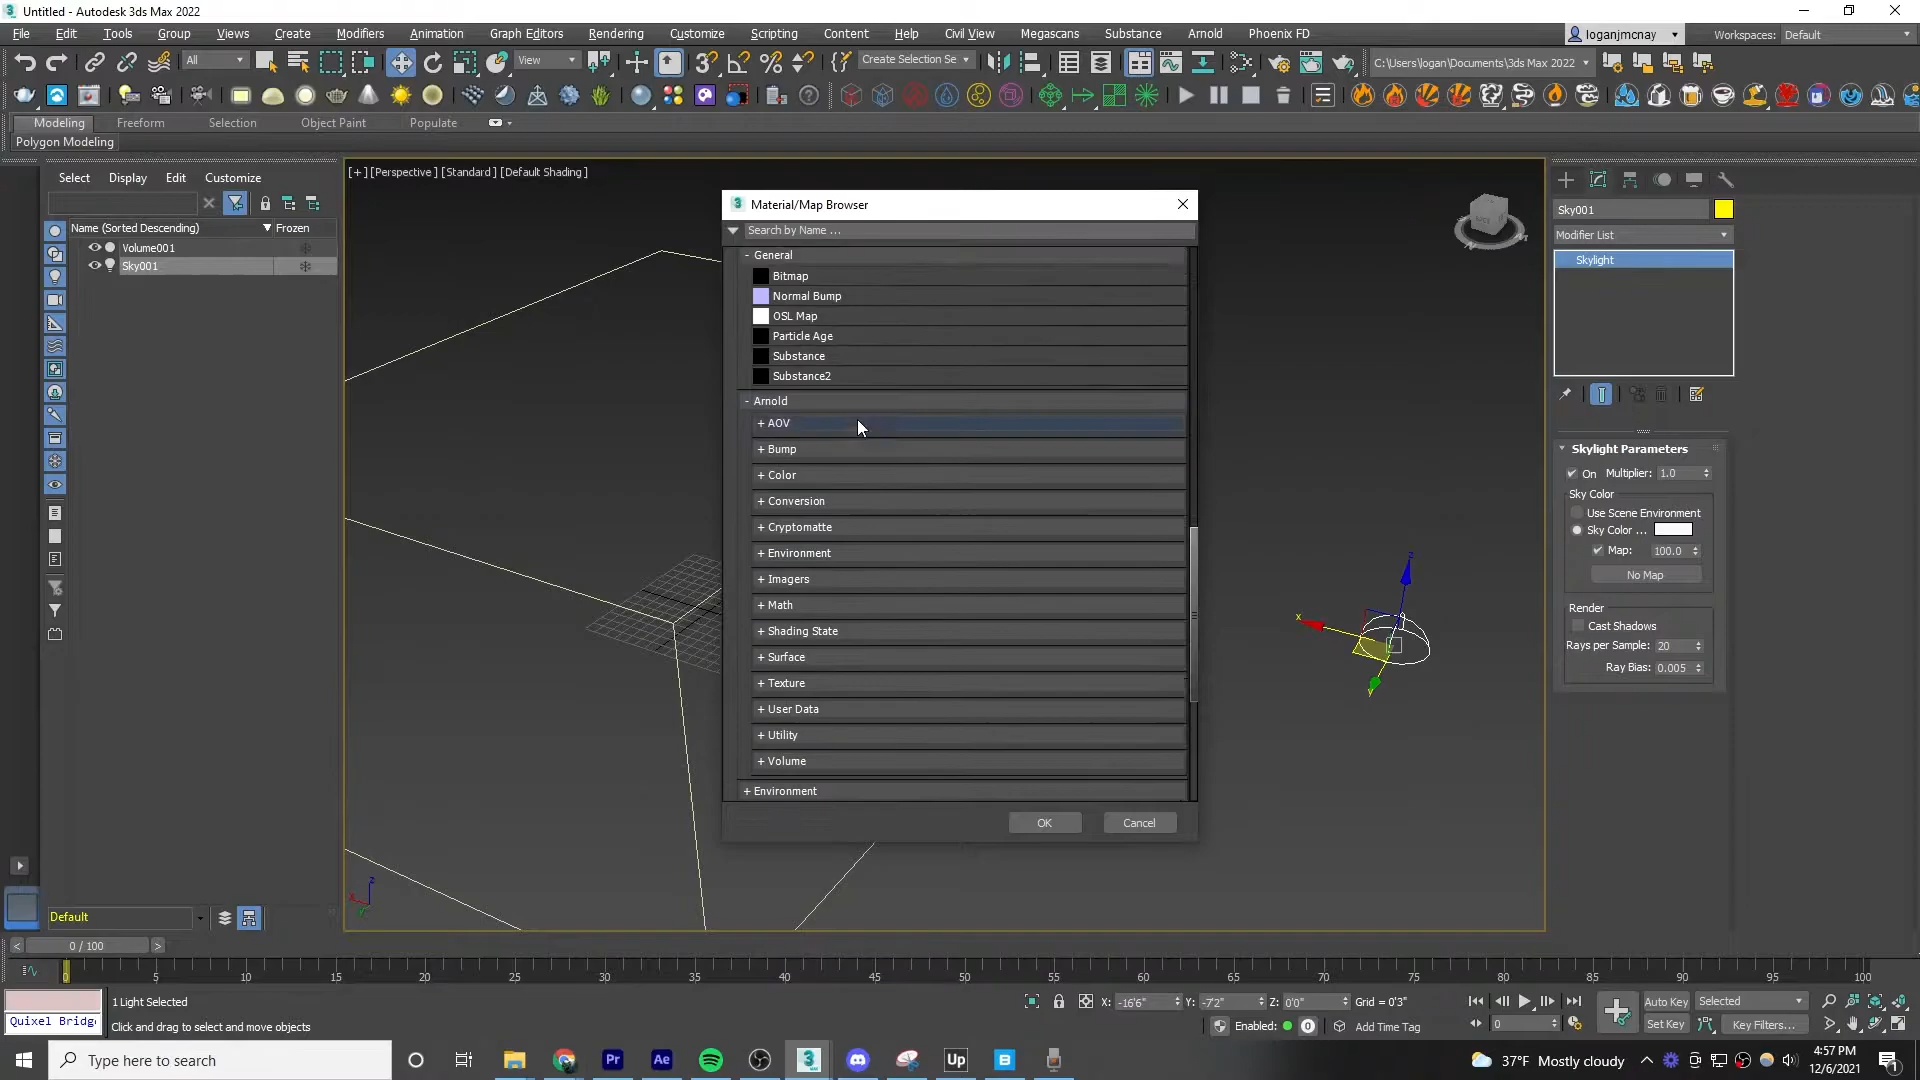 Untitled - Autodesk 3ds Max 2022
File Edit Tools Group Views Create Modifiers Animation Graph Editors Rendering Customize Scripting Content Help Civil View Megascans Substance Arnold Phoenix FD loganjmcnay Workspaces: Default
All View Create Selection Se C:\Users\logan\Documents\3ds Max 2022
Modeling Freeform Selection Object Paint Populate
Polygon Modeling
Select Display Edit Customize
Name (Sorted Descending) Frozen
Volume001
Sky001
[+] [Perspective] [Standard] [Default Shading]
Material/Map Browser
Search by Name ...
- General
Bitmap
Normal Bump
OSL Map
Particle Age
Substance
Substance2
- Arnold
+ AOV
+ Bump
+ Color
+ Conversion
+ Cryptomatte
+ Environment
+ Imagers
+ Math
+ Shading State
+ Surface
+ Texture
+ User Data
+ Utility
+ Volume
+ Environment
OK Cancel
x z
z x
Sky001
Modifier List
Skylight
Skylight Parameters
On Multiplier: 1.0
Sky Color
Use Scene Environment
Sky Color ...
Map: 100.0
No Map
Render
Cast Shadows
Rays per Sample: 20
Ray Bias: 0.005
Default
< 0 / 100 >
0 5 10 15 20 25 30 35 40 45 50 55 60 65 70 75 80 85 90 95 100
1 Light Selected X: -16'6" Y: -7'2" Z: 0'0" Grid = 0'3" Auto Key Selected
Quixel Bridg Click and drag to select and move objects Enabled: 0 Add Time Tag 0 Set Key Key Filters...
Type here to search Pr Ae 3 Up B 37°F Mostly cloudy 4:57 PM
12/6/2021